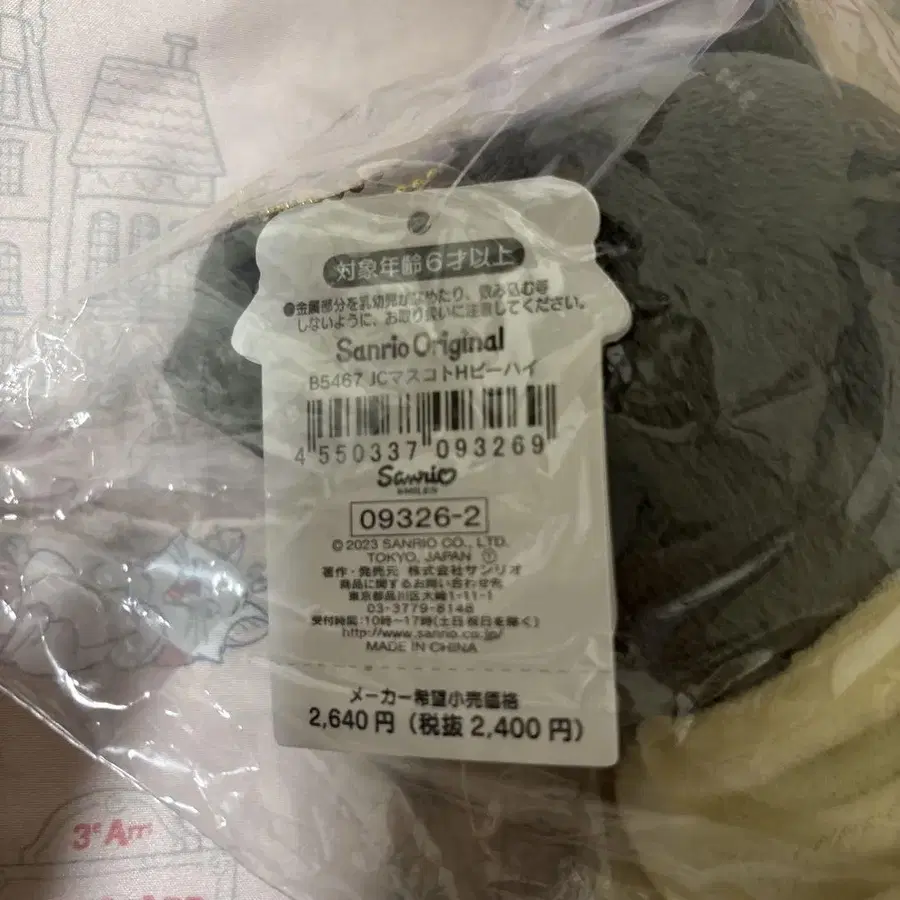 対象年齢6才以上
●金属部分を乳幼児がなめたり、飲み込む等
しないように、お取り扱いに注意してください。
Sanrio Original
B5467 JCマスコトHピーハイ
4 550337 093269
Sanrio
SMILES
09326-2
© 2023 SANRIO CO., LTD.
TOKYO, JAPAN Ⓣ
著作・発売元 株式会社サンリオ
商品に関するお問い合わせ先
東京都品川区大崎1-11-1
03-3779-8148
受付時間:10時〜17時(土日祝日を除く)
http://www.sanrio.co.jp/
MADE IN CHINA
メーカー希望小売価格
2,640円(税抜2,400円)
3e Arr